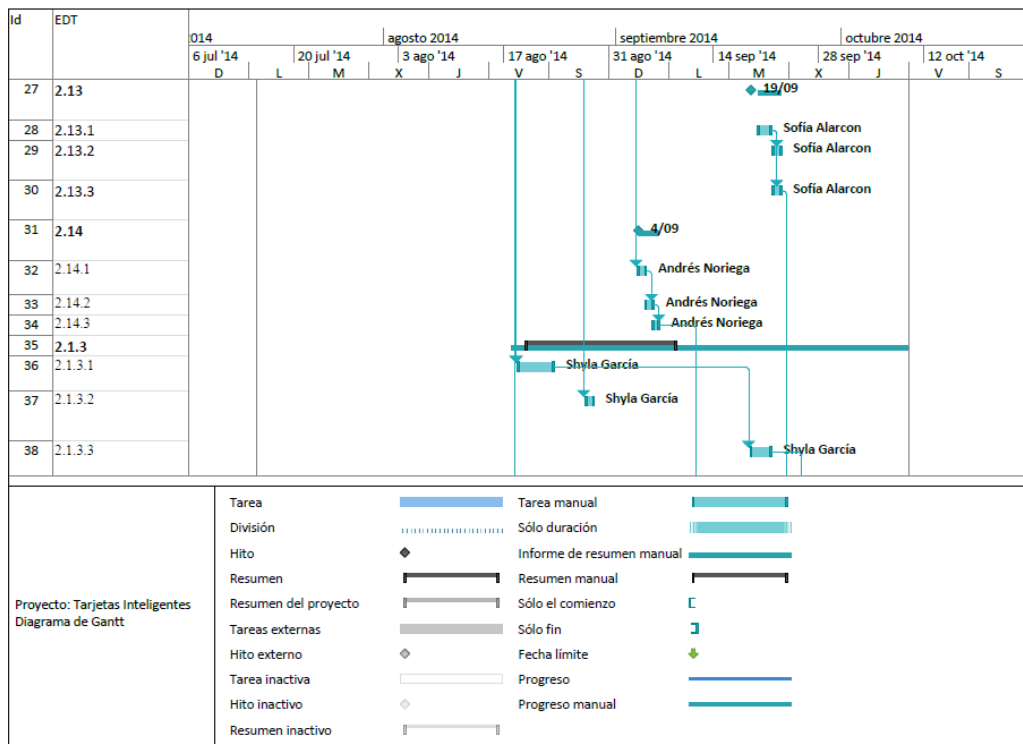 Id EDT
014 agosto 2014 septiembre 2014 octubre 2014
6 jul '14 20 jul '14 3 ago '14 17 ago '14 31 ago '14 14 sep '14 28 sep '14 12 oct '14
D L M X J V S D L M X J V S
27 2.13 19/09
28 2.13.1 Sofía Alarcon
29 2.13.2 Sofía Alarcon
30 2.13.3 Sofía Alarcon
31 2.14 4/09
32 2.14.1 Andrés Noriega
33 2.14.2 Andrés Noriega
34 2.14.3 Andrés Noriega
35 2.1.3
36 2.1.3.1 Shyla García
37 2.1.3.2 Shyla García
38 2.1.3.3 Shyla García
Proyecto: Tarjetas Inteligentes
Diagrama de Gantt
Tarea
División
Hito
Resumen
Resumen del proyecto
Tareas externas
Hito externo
Tarea inactiva
Hito inactivo
Resumen inactivo
Tarea manual
Sólo duración
Informe de resumen manual
Resumen manual
Sólo el comienzo
Sólo fin
Fecha límite
Progreso
Progreso manual